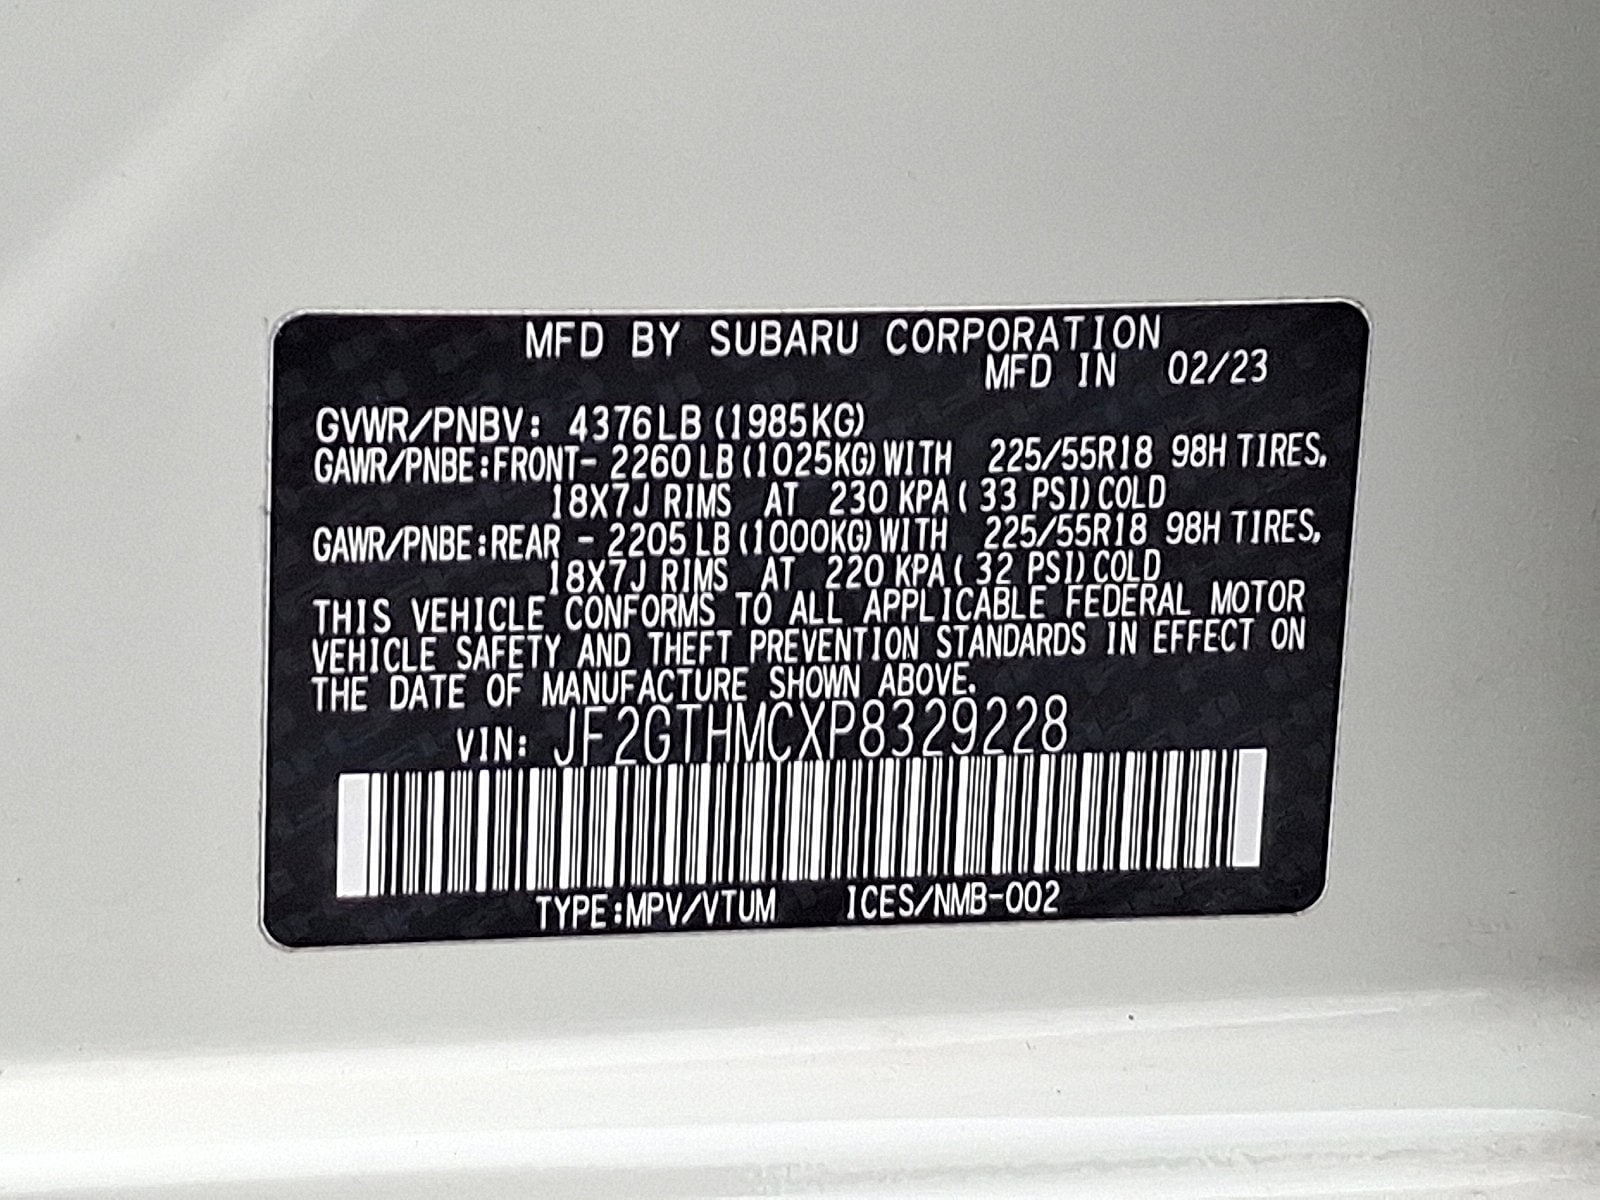 MFD BY SUBARU CORPORATION
MFD IN 02/23
GVWR/PNBV: 4376LB (1985KG)
GAWR/PNBE:FRONT- 2260LB(1025KG)WITH 225/55R18 98H TIRES,
18X7J RIMS AT 230 KPA( 33 PSI)COLD
GAWR/PNBE:REAR - 2205LB(1000KG)WITH 225/55R18 98H TIRES,
18X7J RIMS AT 220 KPA( 32 PSI)COLD
THIS VEHICLE CONFORMS TO ALL APPLICABLE FEDERAL MOTOR
VEHICLE SAFETY AND THEFT PREVENTION STANDARDS IN EFFECT ON
THE DATE OF MANUFACTURE SHOWN ABOVE.
VIN: JF2GTHMCXP8329228
TYPE:MPV/VTUM ICES/NMB-002